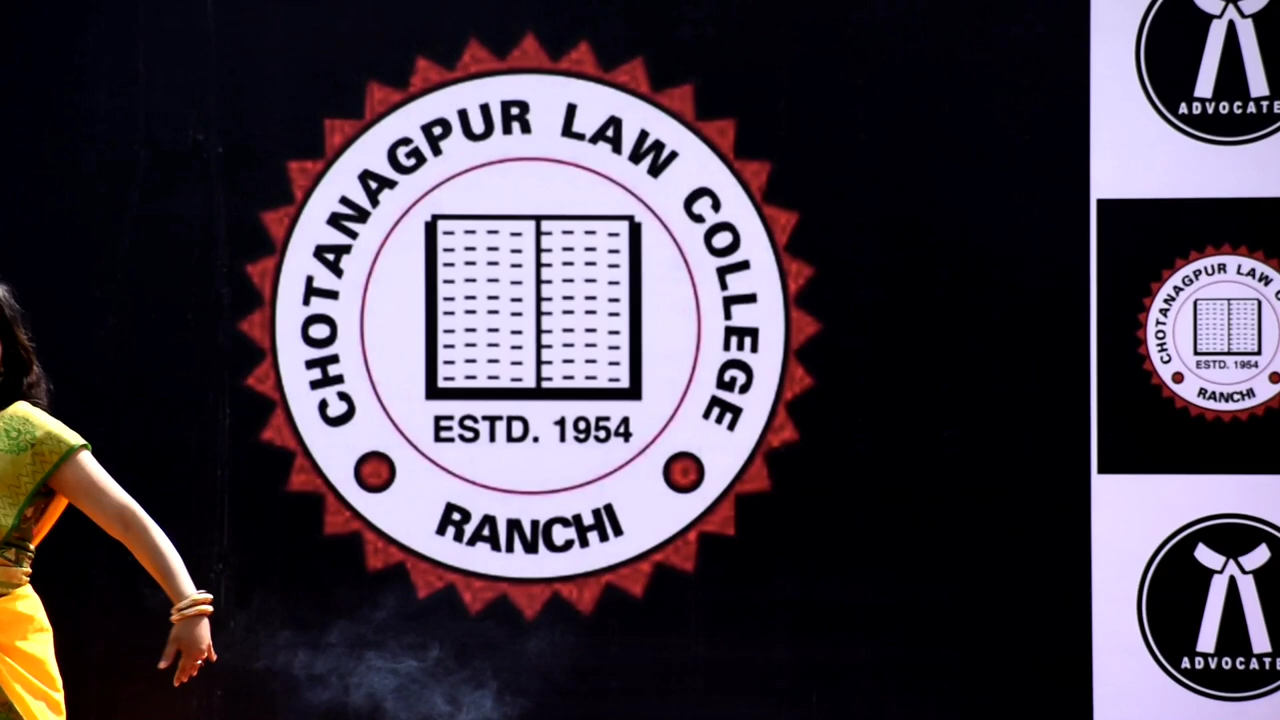 CHOTANAGPUR LAW COLLEGE
ESTD. 1954
RANCHI
ADVOCATE
CHOTANAGPUR LAW
ESTD. 1954
RANCHI
ADVOCATE